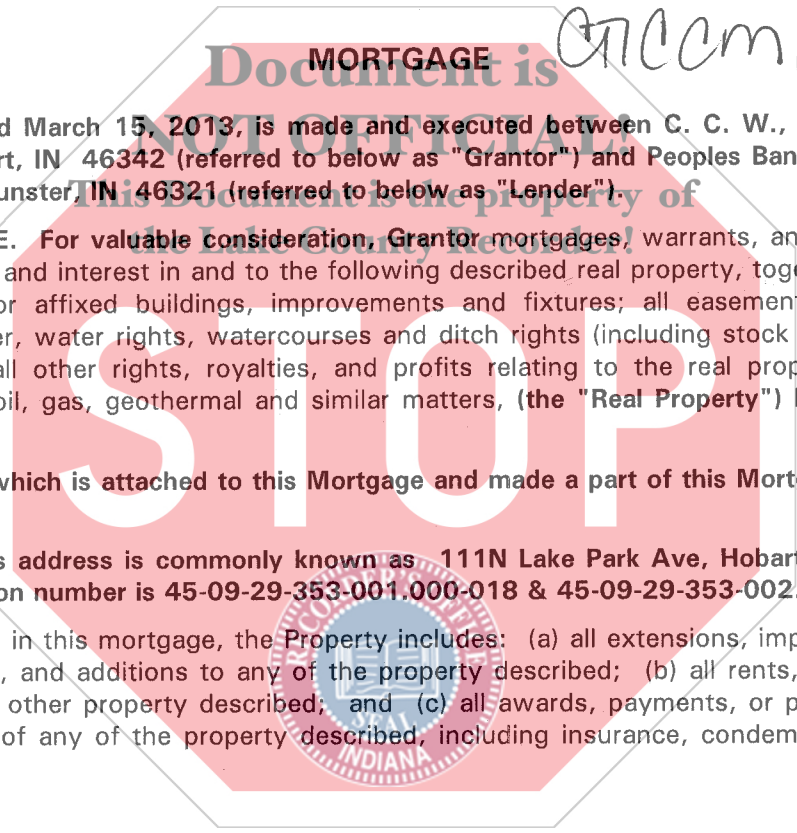 MORTGAGE
Document is
NOT OFFICIAL!
This Document is the property of
the Lake County Recorder!
d March 15, 2013, is made and executed between C. C. W.,
rt, IN 46342 (referred to below as "Grantor") and Peoples Ban
unster, IN 46321 (referred to below as "Lender").
E. For valuable consideration, Grantor mortgages, warrants, an
and interest in and to the following described real property, toge
or affixed buildings, improvements and fixtures; all easement
er, water rights, watercourses and ditch rights (including stock
all other rights, royalties, and profits relating to the real prop
oil, gas, geothermal and similar matters, (the "Real Property") l
STOP
which is attached to this Mortgage and made a part of this Mort
s address is commonly known as 111N Lake Park Ave, Hobart
on number is 45-09-29-353-001.000-018 & 45-09-29-353-002.
in this mortgage, the Property includes: (a) all extensions, imp
, and additions to any of the property described; (b) all rents,
other property described; and (c) all awards, payments, or p
of any of the property described, including insurance, condem
RECORDER'S OFFICE
SEAL
INDIANA